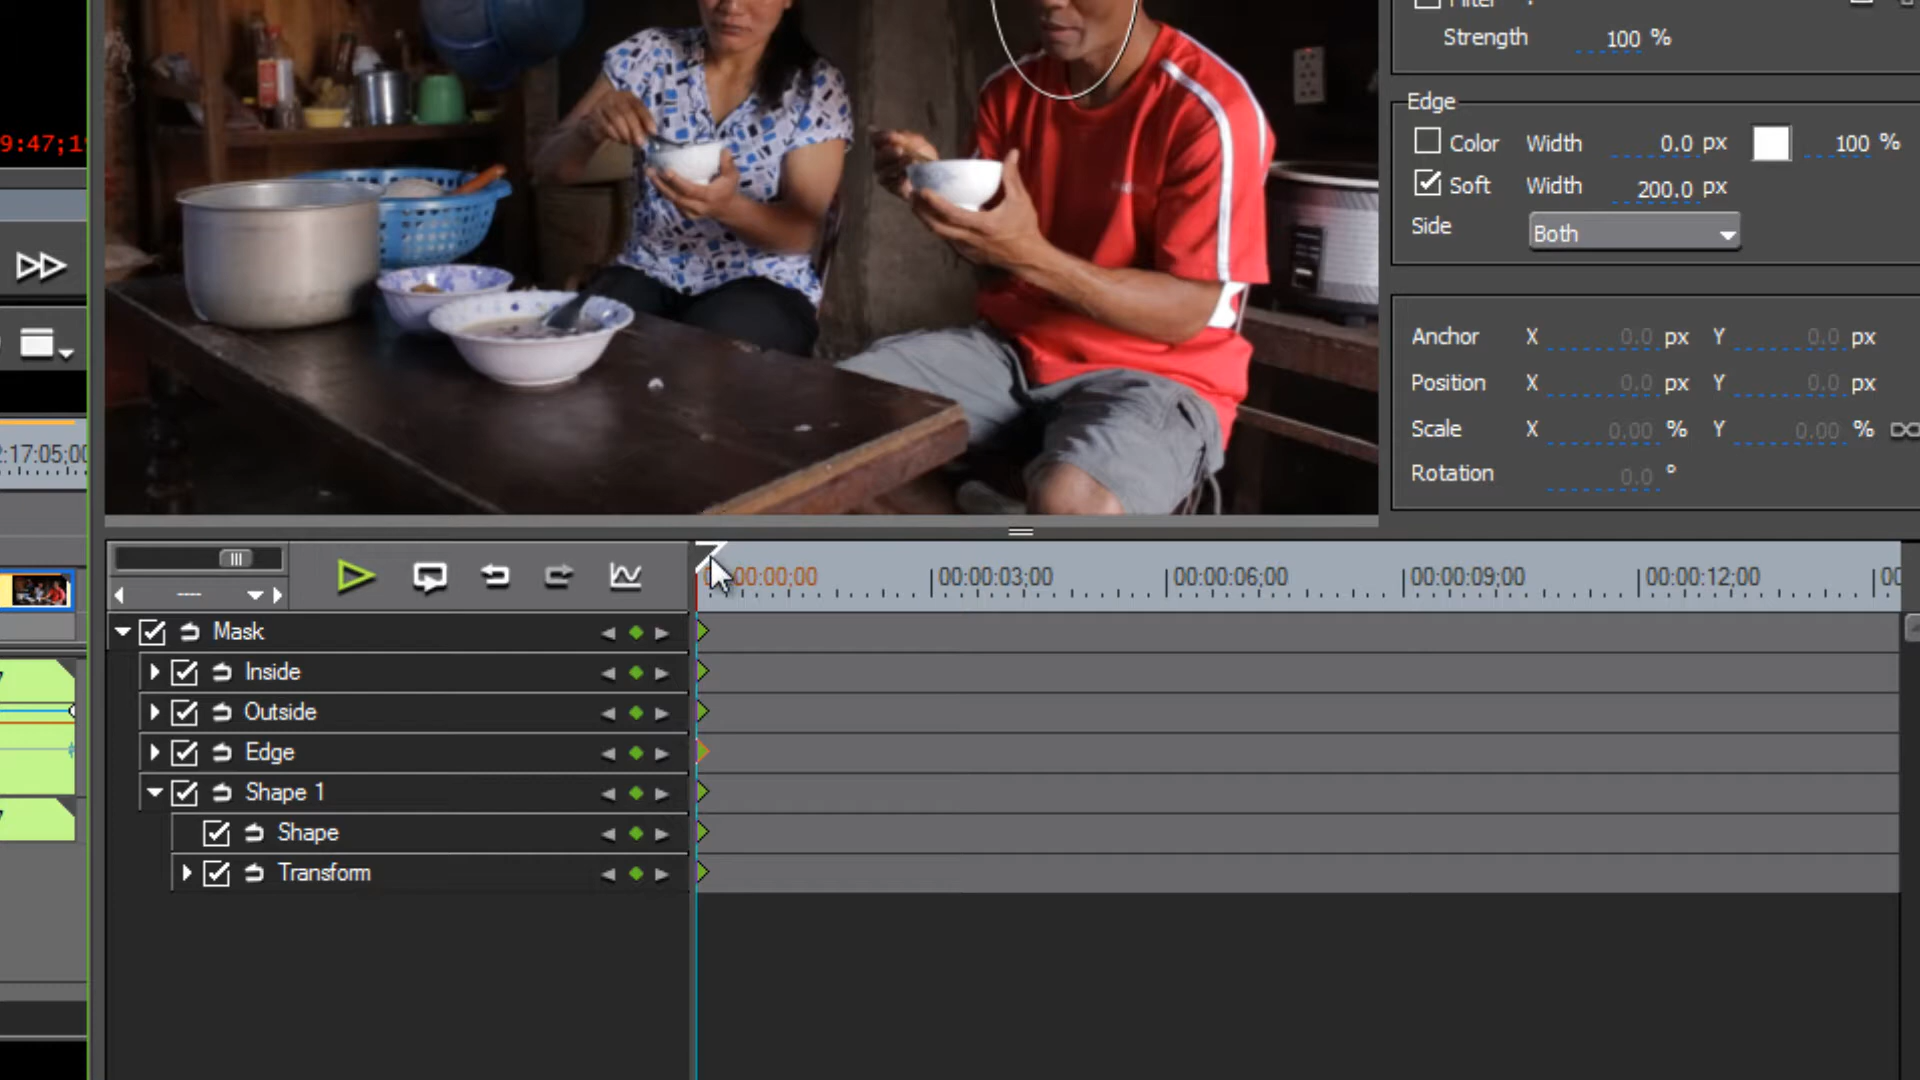 Filter
Strength 100 %
Edge
Color Width 0.0 px 100 %
Soft Width 200.0 px
Side Both
Anchor X 0.0 px Y 0.0 px
Position X 0.0 px Y 0.0 px
Scale X 0.00 % Y 0.00 %
Rotation 0.0 °
9:47;1
:17:05;00
00:00;00 00:00:03;00 00:00:06;00 00:00:09;00 00:00:12;00 00
Mask
Inside
Outside
Edge
Shape 1
Shape
Transform